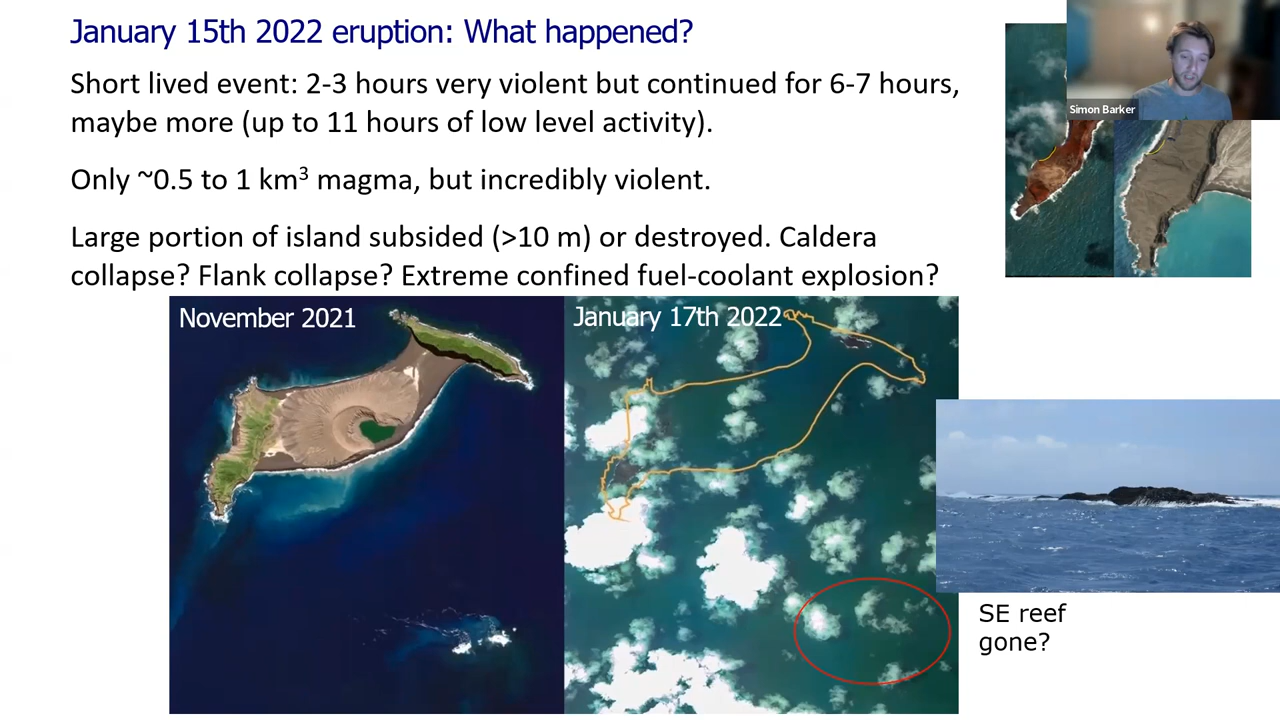 January 15th 2022 eruption: What happened?
Short lived event: 2-3 hours very violent but continued for 6-7 hours,
maybe more (up to 11 hours of low level activity).
Only ~0.5 to 1 km³ magma, but incredibly violent.
Large portion of island subsided (>10 m) or destroyed. Caldera
collapse? Flank collapse? Extreme confined fuel-coolant explosion?
November 2021
January 17th 2022
Simon Barker
SE reef
gone?